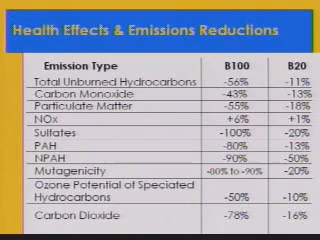 Health Effects & Emissions Reductions
Emission Type B100 B20
Total Unburned Hydrocarbons -56% -11%
Carbon Monoxide -43% -13%
Particulate Matter -55% -18%
NOx +6% +1%
Sulfates -100% -20%
PAH -80% -13%
NPAH -90% -50%
Mutagenicity -80% to -90% -20%
Ozone Potential of Speciated
Hydrocarbons -50% -10%
Carbon Dioxide -78% -16%